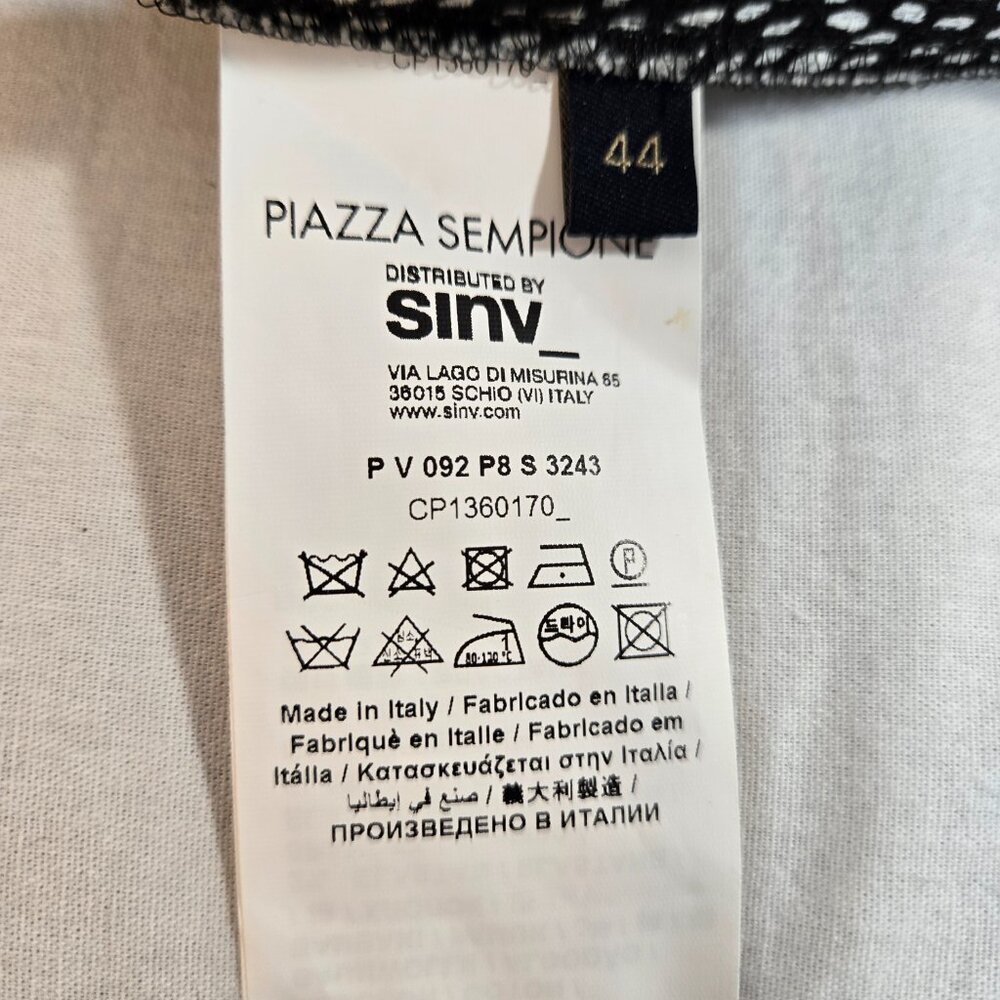 CP1360170
44
PIAZZA SEMPIONE
DISTRIBUTED BY
sinv_
VIA LAGO DI MISURINA 65
36015 SCHIO (VI) ITALY
www.sinv.com
P V 092 P8 S 3243
CP1360170_
P
드라이
80-120 °C
Made in Italy / Fabricado en Italia /
Fabriquè en Italie / Fabricado em
Itália / Κατασκευάζεται στην Ιταλία /
صنع في إيطاليا / 義大利製造 /
ПРОИЗВЕДЕНО В ИТАЛИИ